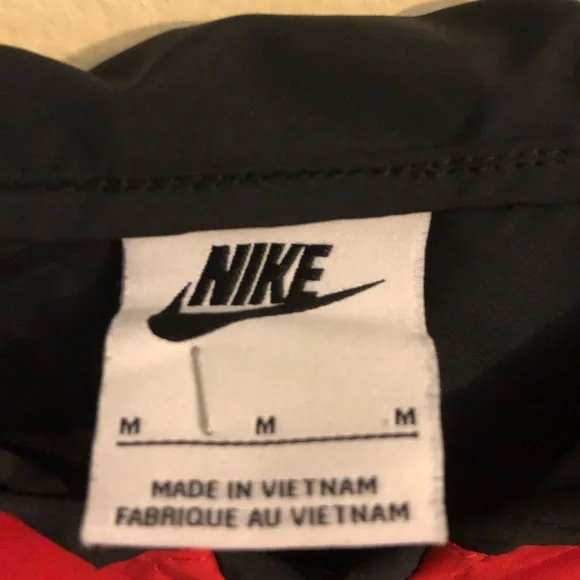 NIKE
M M M
MADE IN VIETNAM
FABRIQUE AU VIETNAM